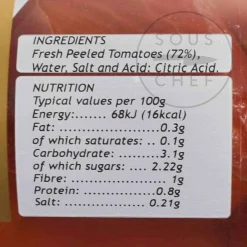 SOUS
CHEF
INGREDIENTS
Fresh Peeled Tomatoes (72%),
Water, Salt and Acid: Citric Acid.
NUTRITION
Typical values per 100g
Energy:....... 68kJ (16kcal)
Fat: ...................0.3g
of which saturates: .. 0.1g
Carbohydrate: ........3.1g
of which sugars: .... 2.22g
Fibre: ................... 1g
Protein: ...............0.8g
Salt: ................ 0.21g